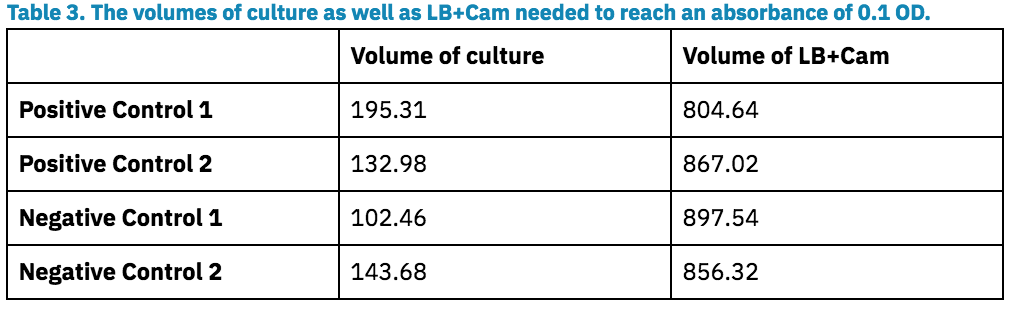 Table 3. The volumes of culture as well as LB+Cam needed to reach an absorbance of 0.1 OD.
Volume of culture Volume of LB+Cam
Positive Control 1 195.31 804.64
Positive Control 2 132.98 867.02
Negative Control 1 102.46 897.54
Negative Control 2 143.68 856.32